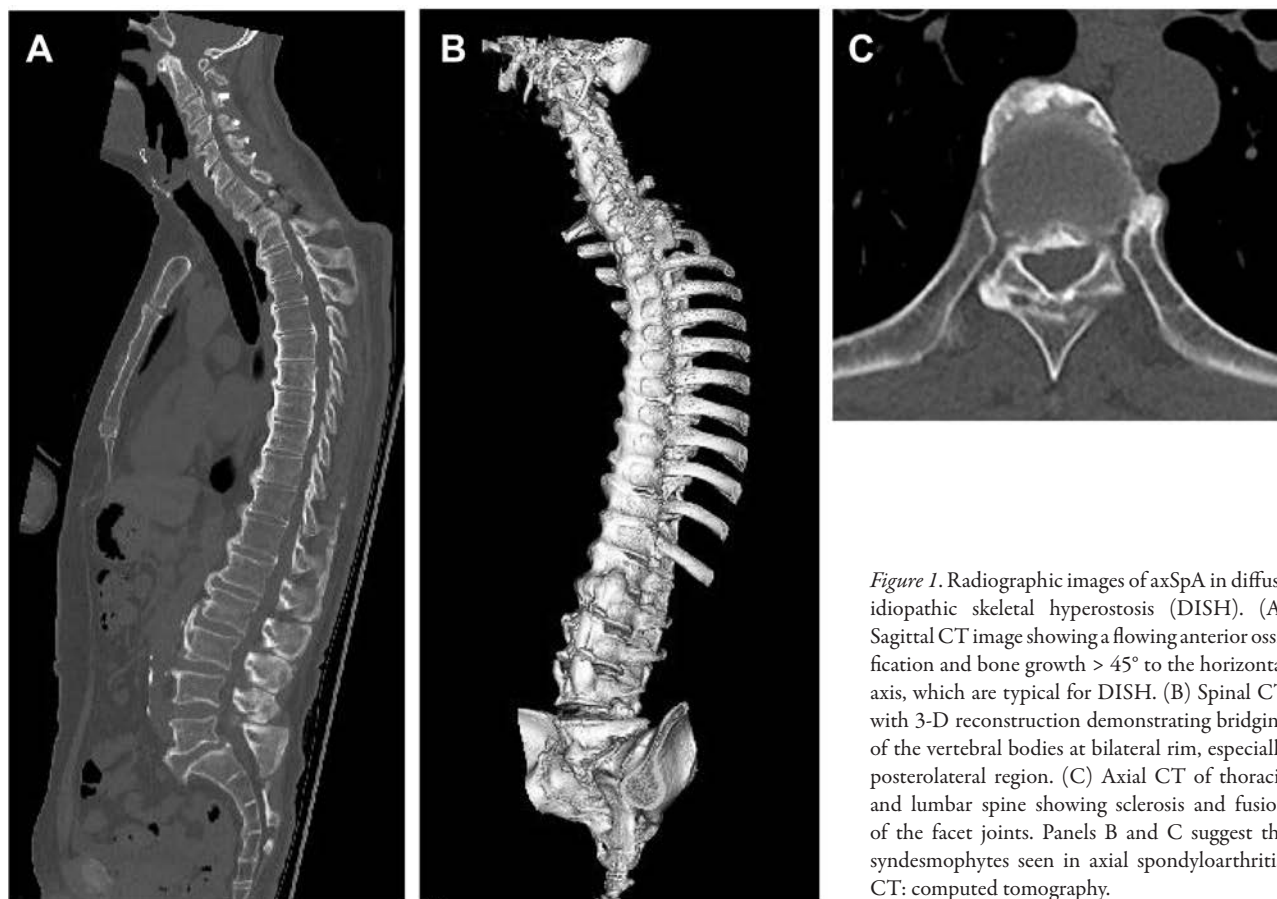 A
B
C
Figure 1. Radiographic images of axSpA in diffus
idiopathic skeletal hyperostosis (DISH). (A
Sagittal CT image showing a flowing anterior oss
fication and bone growth > 45° to the horizonta
axis, which are typical for DISH. (B) Spinal CT
with 3-D reconstruction demonstrating bridgin
of the vertebral bodies at bilateral rim, especiall
posterolateral region. (C) Axial CT of thoraci
and lumbar spine showing sclerosis and fusio
of the facet joints. Panels B and C suggest th
syndesmophytes seen in axial spondyloarthriti
CT: computed tomography.